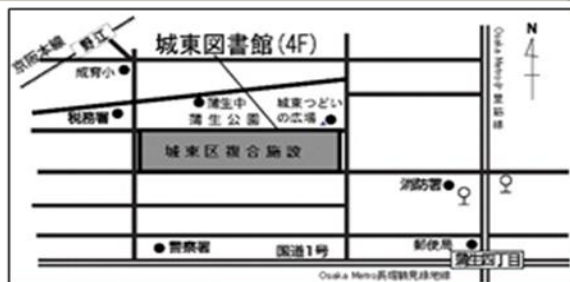 京阪本線
野江
城東図書館(4F)
N
成育小
Osaka Metro今里筋線
蒲生中
城東つどい
の広場
税務署
蒲生公園
城東区複合施設
消防署
警察署
国道1号
郵便局
蒲生四丁目
Osaka Metro長堀鶴見緑地線